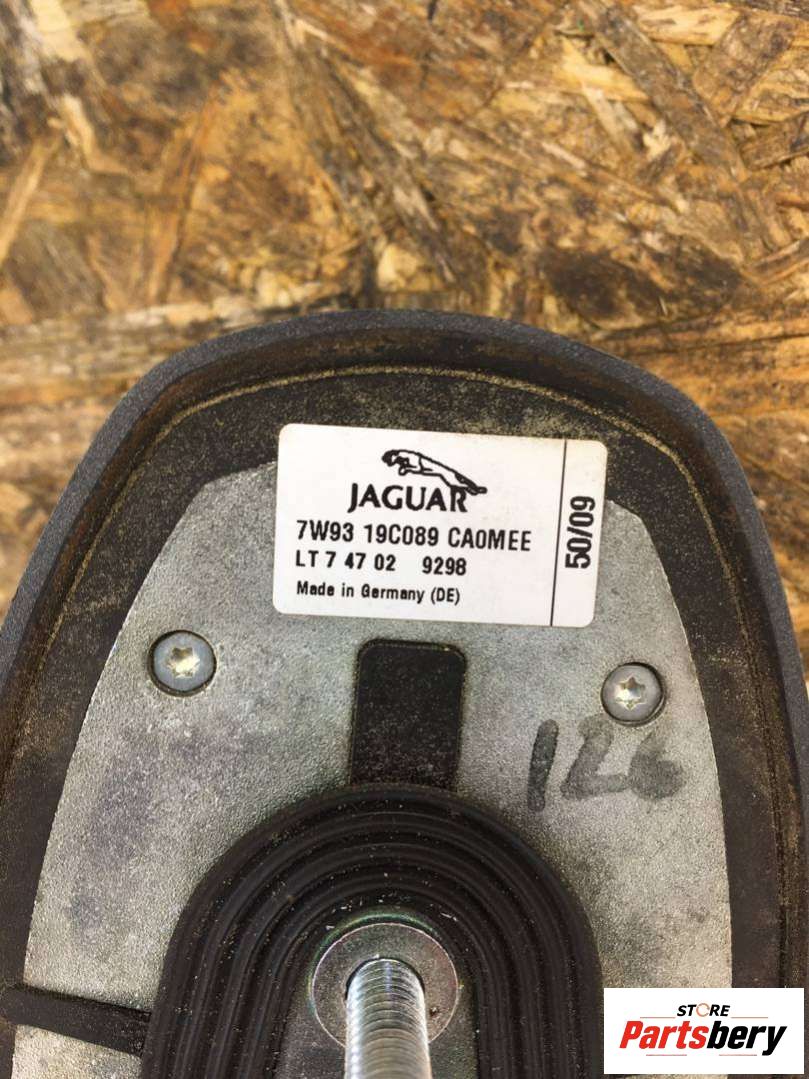 JAGUAR
7W93 19C089 CA0MEE
LT 7 47 02 9298
Made in Germany (DE)
50/09
126
STORE
Partsbery